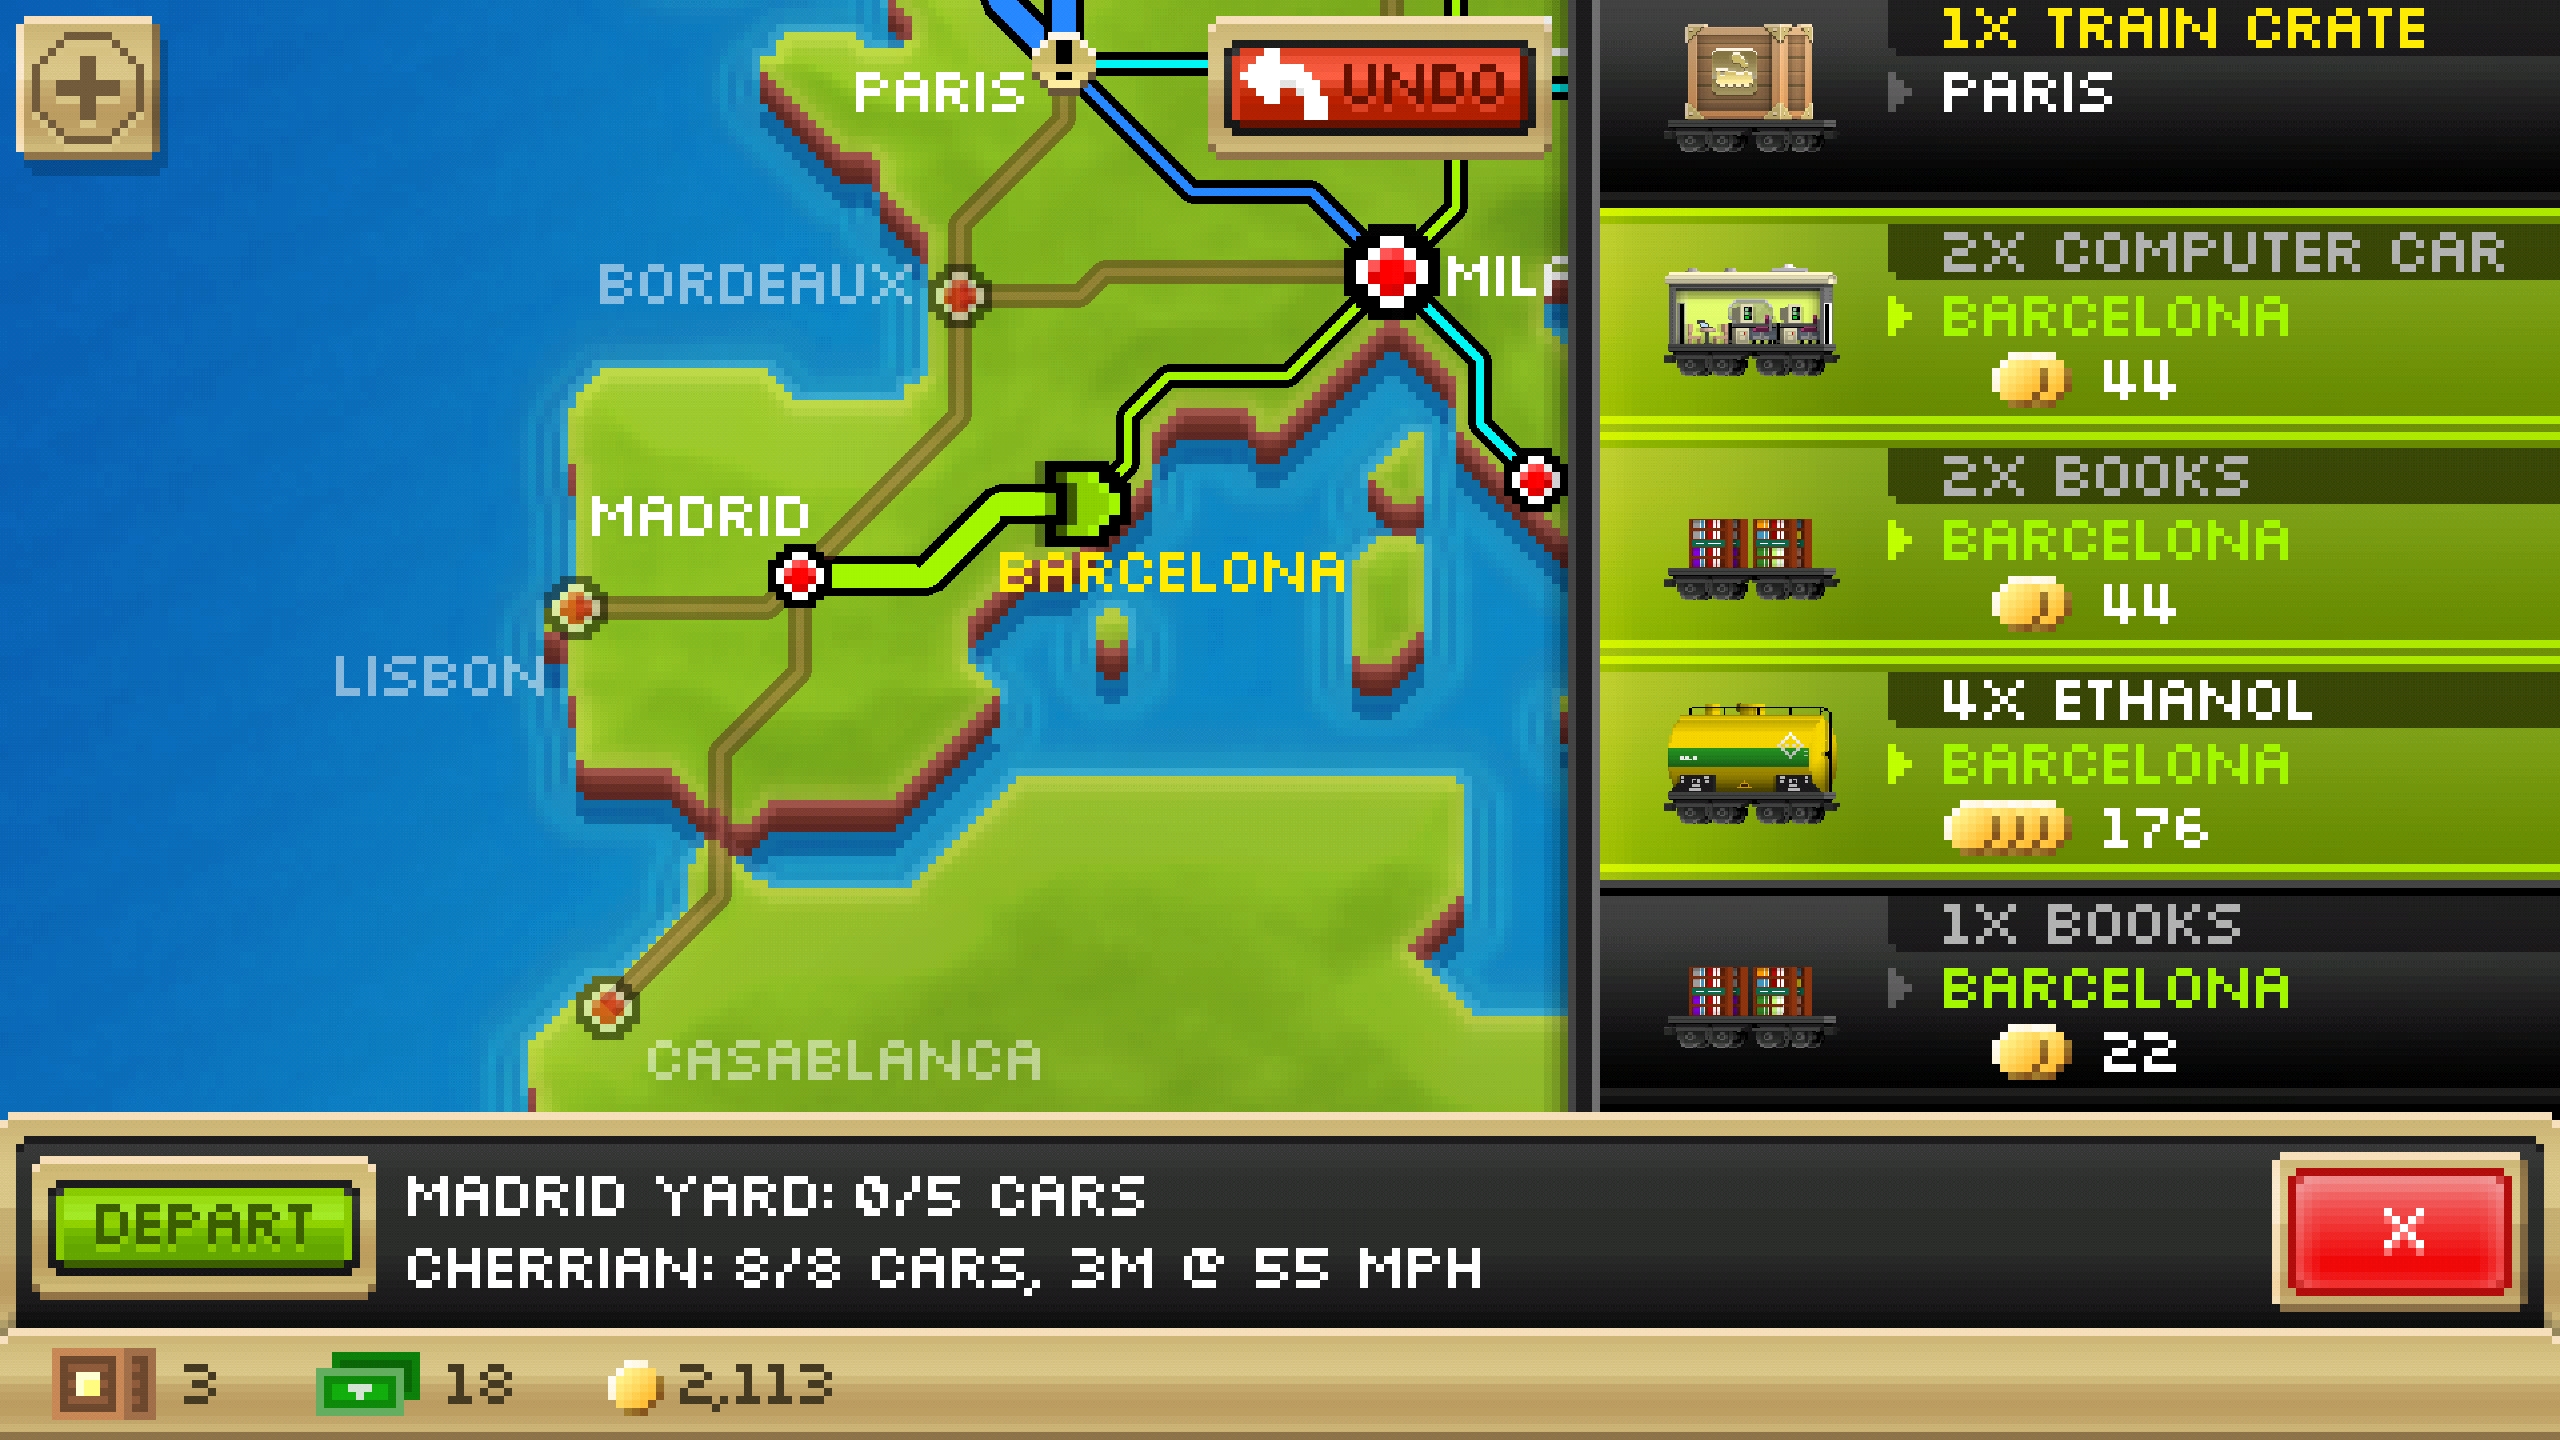 PARIS
UNDO
BORDEAUX
MADRID
BARCELONA
LISBON
CASABLANCA
1X TRAIN CRATE
PARIS
2X COMPUTER CAR
BARCELONA
44
2X BOOKS
BARCELONA
44
4X ETHANOL
BARCELONA
176
1X BOOKS
BARCELONA
22
DEPART
MADRID YARD: 0/5 CARS
CHERRIAN: 8/8 CARS, 3M @ 55 MPH
X
3
18
2,113